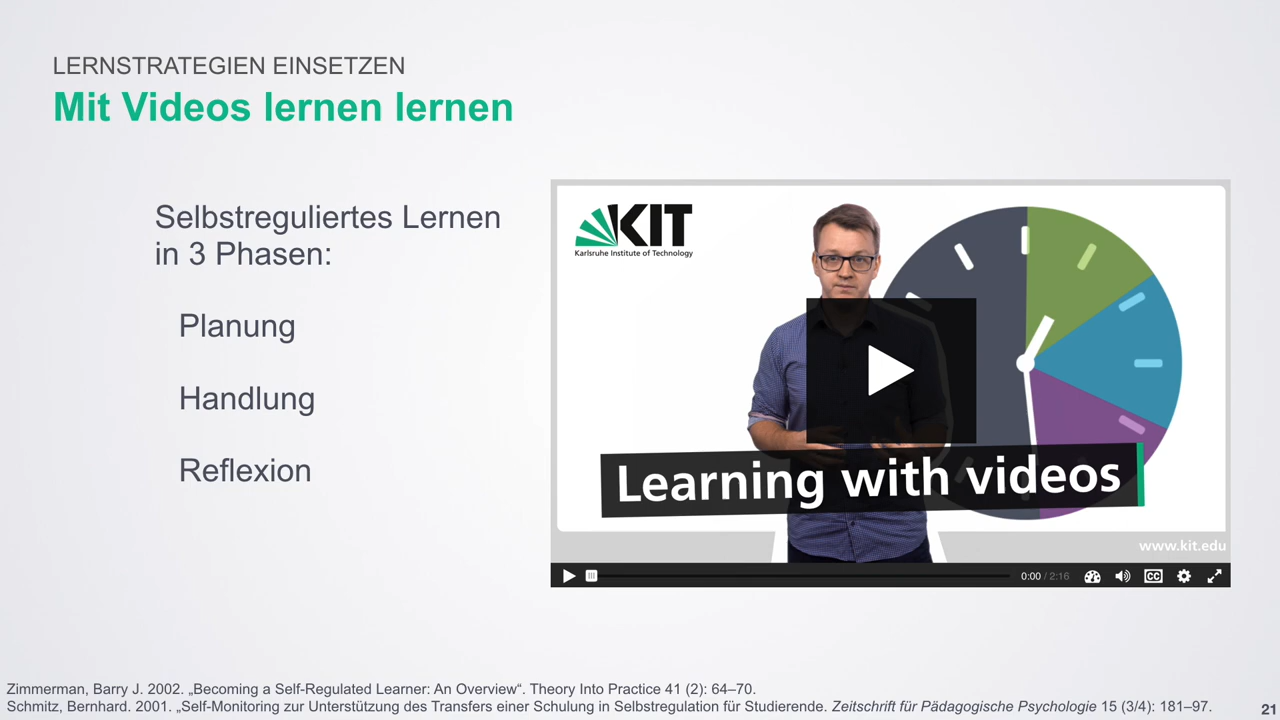 LERNSTRATEGIEN EINSETZEN
Mit Videos lernen lernen
Selbstreguliertes Lernen
in 3 Phasen:
Planung
Handlung
Reflexion
KIT
Karlsruhe Institute of Technology
Learning with videos
www.kit.edu
0:00 / 2:16
CC
Zimmerman, Barry J. 2002. „Becoming a Self-Regulated Learner: An Overview“. Theory Into Practice 41 (2): 64–70.
Schmitz, Bernhard. 2001. „Self-Monitoring zur Unterstützung des Transfers einer Schulung in Selbstregulation für Studierende. Zeitschrift für Pädagogische Psychologie 15 (3/4): 181–97.
21